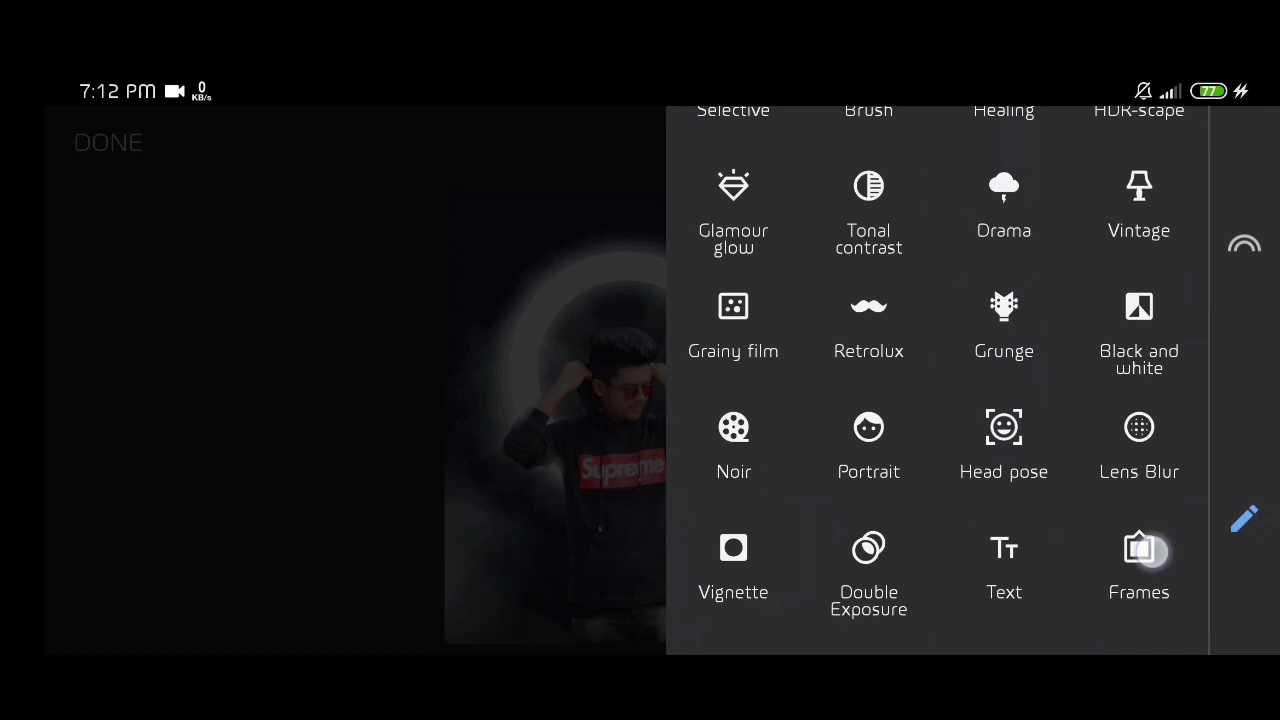 7:12 PM 0 KB/s 77
DONE
Selective Brush Healing HDR-scape
Glamour glow
Tonal contrast
Drama
Vintage
Grainy film
Retrolux
Grunge
Black and white
Noir
Portrait
Head pose
Lens Blur
Supreme
Vignette
Double Exposure
Tt Text
Frames